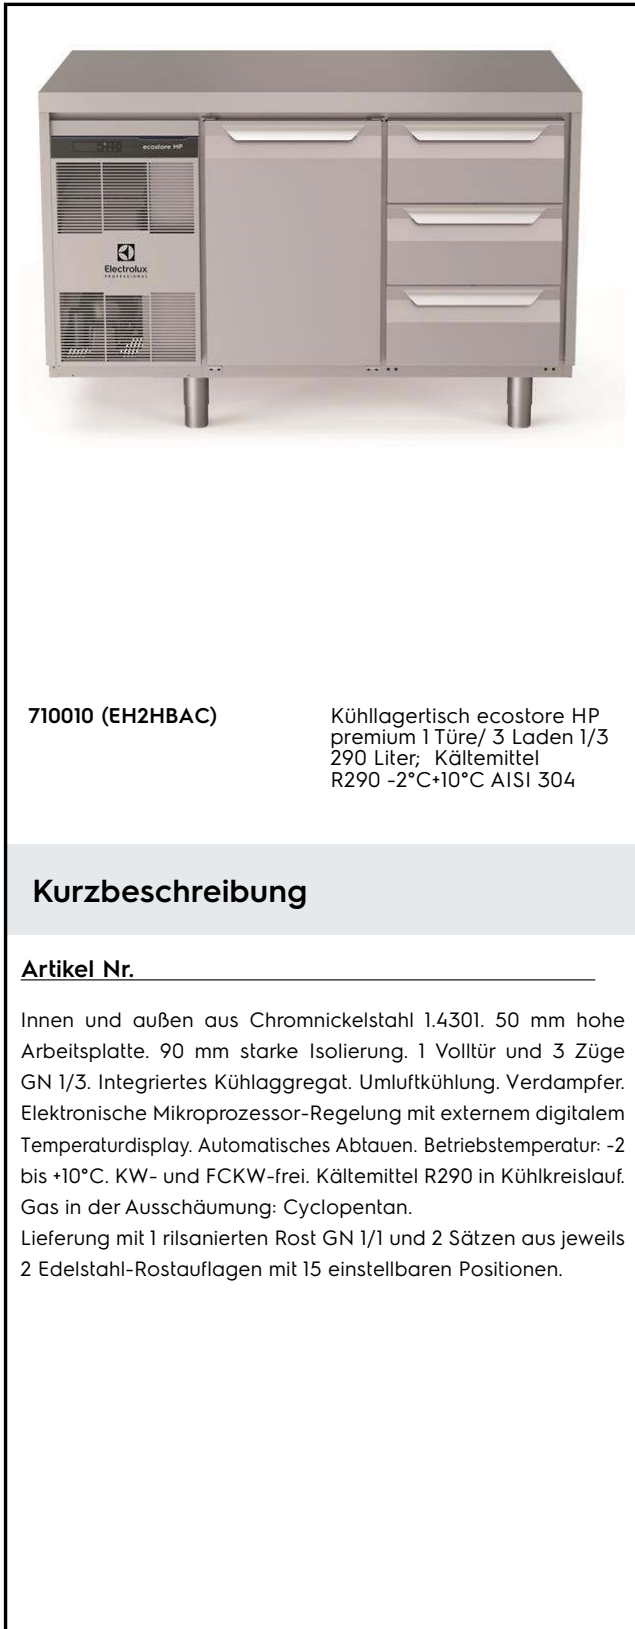 ecostore HP
Electrolux
PROFESSIONAL
710010 (EH2HBAC)
Kühllagertisch ecostore HP
premium 1 Türe/ 3 Laden 1/3
290 Liter; Kältemittel
R290 -2°C+10°C AISI 304
Kurzbeschreibung
Artikel Nr.
Innen und außen aus Chromnickelstahl 1.4301. 50 mm hohe
Arbeitsplatte. 90 mm starke Isolierung. 1 Volltür und 3 Züge
GN 1/3. Integriertes Kühlaggregat. Umluftkühlung. Verdampfer.
Elektronische Mikroprozessor-Regelung mit externem digitalem
Temperaturdisplay. Automatisches Abtauen. Betriebstemperatur: -2
bis +10°C. KW- und FCKW-frei. Kältemittel R290 in Kühlkreislauf.
Gas in der Ausschäumung: Cyclopentan.
Lieferung mit 1 rilsanierten Rost GN 1/1 und 2 Sätzen aus jeweils
2 Edelstahl-Rostauflagen mit 15 einstellbaren Positionen.